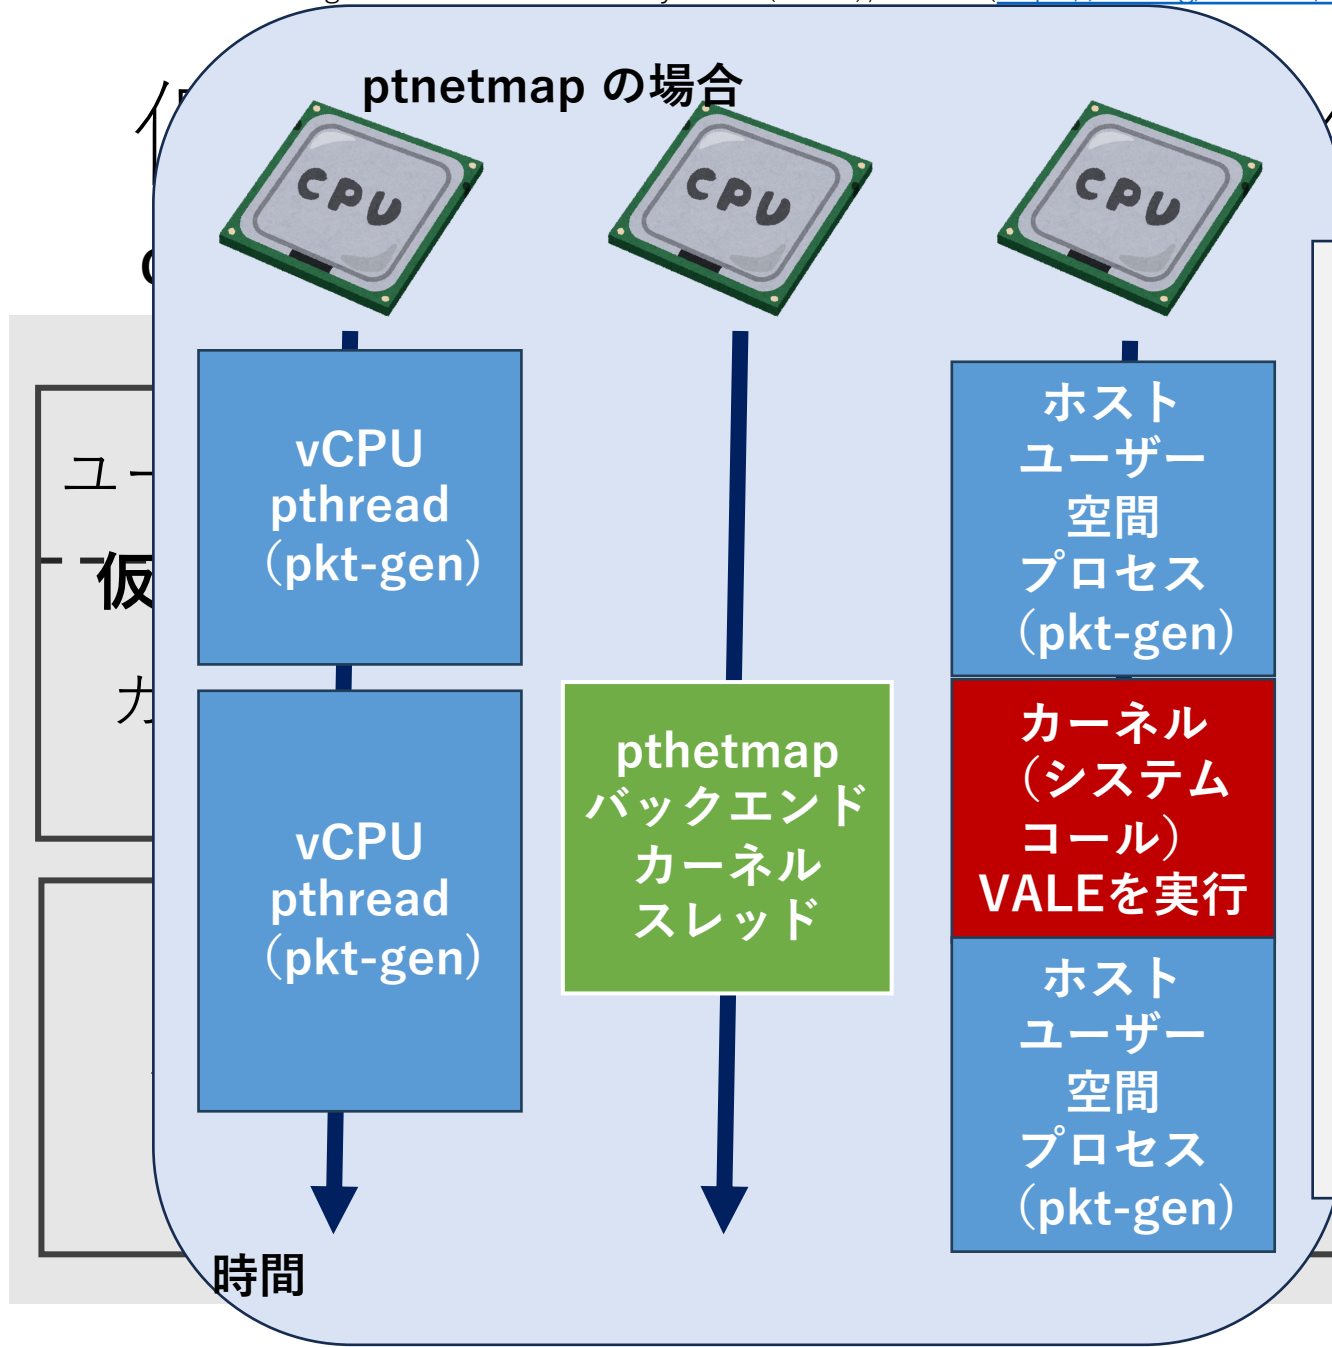 ptnetmap の場合
CPU
CPU
CPU
vCPU
pthread
（pkt-gen）
vCPU
pthread
（pkt-gen）
pthetmap
バックエンド
カーネル
スレッド
ホスト
ユーザー
空間
プロセス
（pkt-gen）
カーネル
（システム
コール）
VALEを実行
ホスト
ユーザー
空間
プロセス
（pkt-gen）
時間
ユー
仮
カ